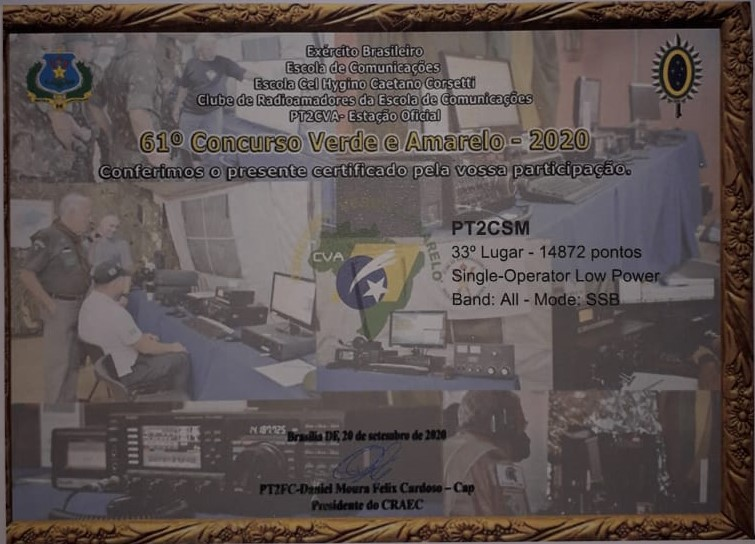 Exército Brasileiro
Escola de Comunicações
Escola Cel Hygino Caetano Corsetti
Clube de Radioamadores da Escola de Comunicações
PT2CVA- Estação Oficial
61º Concurso Verde e Amarelo - 2020
Conferimos o presente certificado pela vossa participação.
PT2CSM
33º Lugar - 14872 pontos
Single-Operator Low Power
Band: All - Mode: SSB
CVA
Brasília DF, 20 de setembro de 2020
PT2FC-Daniel Moura Felix Cardoso – Cap
Presidente do CRAEC